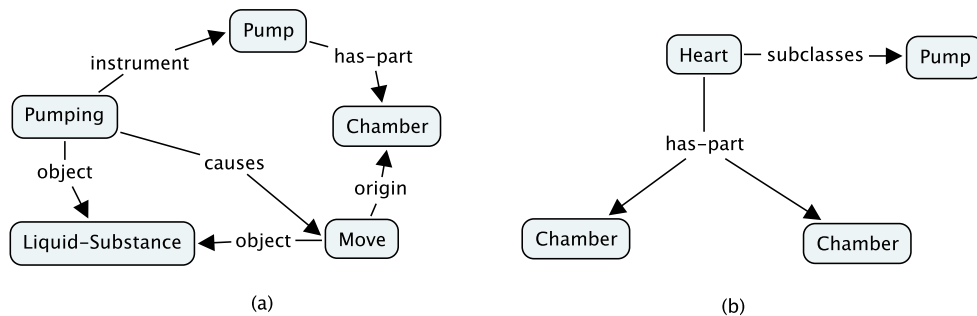 Pump
instrument
has-part
Pumping
Chamber
object
causes
origin
Liquid-Substance
object
Move
(a)
Heart
subclasses
Pump
has-part
Chamber
Chamber
(b)